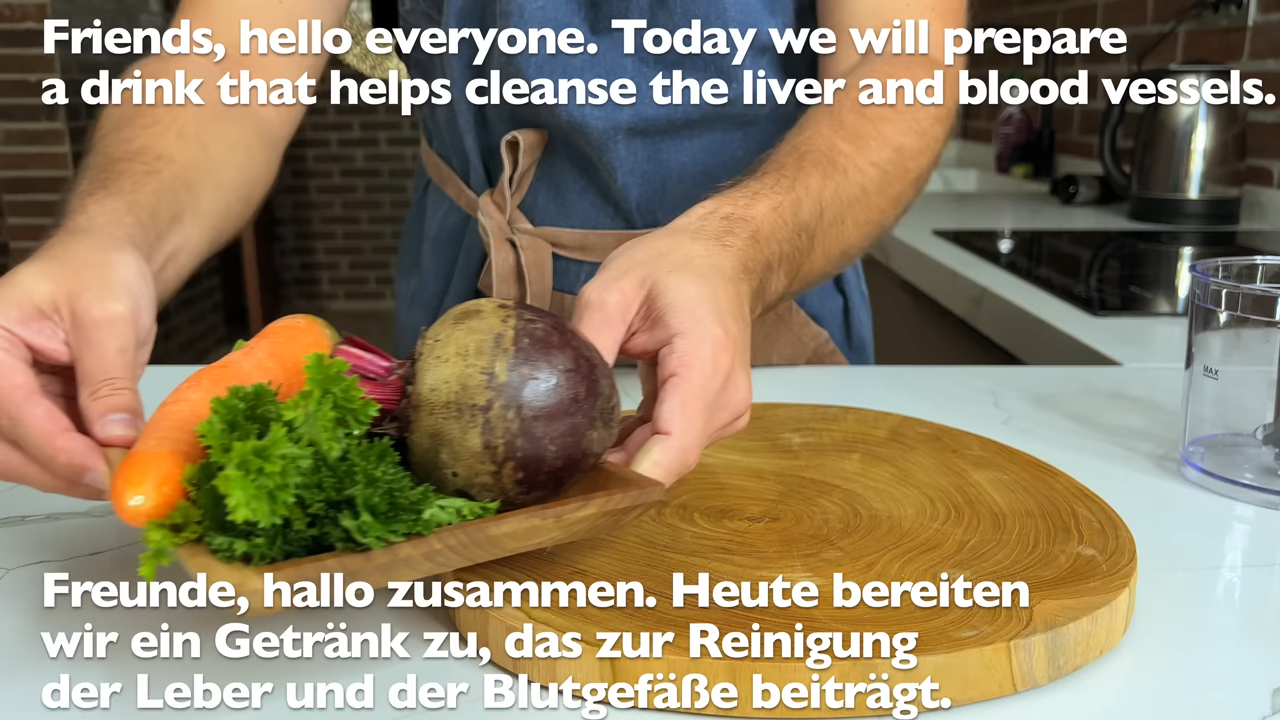 Friends, hello everyone. Today we will prepare
a drink that helps cleanse the liver and blood vessels.
MAX
Freunde, hallo zusammen. Heute bereiten
wir ein Getränk zu, das zur Reinigung
der Leber und der Blutgefäße beiträgt.